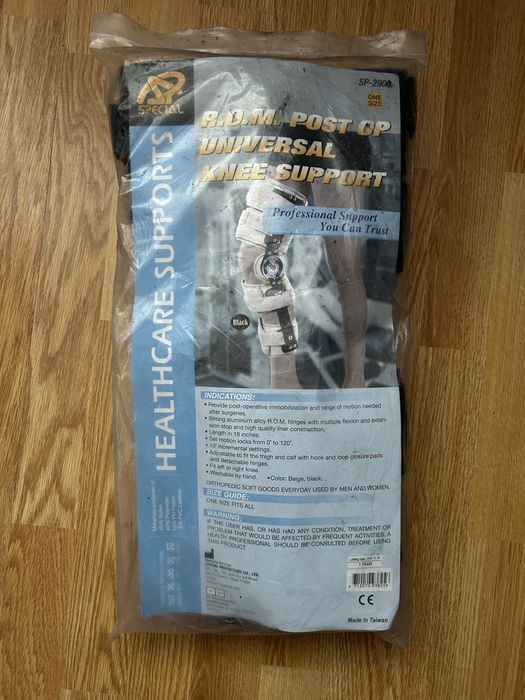 SPECIAL
SP-2900
ONE
SIZE
R.O.M. POST OP
UNIVERSAL
KNEE SUPPORT
Professional Support
You Can Trust
HEALTHCARE SUPPORTS
Black
INDICATIONS:
• Provide post-operative immobilization and range of motion needed
after surgeries.
• Strong aluminum alloy R.O.M. hinges with multiple flexion and exten-
sion stop and high quality liner construction.
• Length in 18 inches.
• Set motion locks from 0° to 120°.
• 10° incremental settings.
• Adjustable to fit the thigh and calf with hook and loop closure pads
and detachable hinges.
• Fit left or right knee.
• Washable by hand. •Color: Beige, black.
ORTHOPEDIC SOFT GOODS EVERYDAY USED BY MEN AND WOMEN.
SIZE GUIDE:
ONE SIZE FITS ALL
WARNING:
IF THE USER HAS, OR HAS HAD ANY CONDITION, TREATMENT OR
PROBLEM THAT WOULD BE AFFECTED BY FREQUENT ACTIVITIES, A
HEALTH PROFESSIONAL SHOULD BE CONSULTED BEFORE USING
THIS PRODUCT
SPECIAL PROTECTORS CO., LTD.
CE
Made In Taiwan